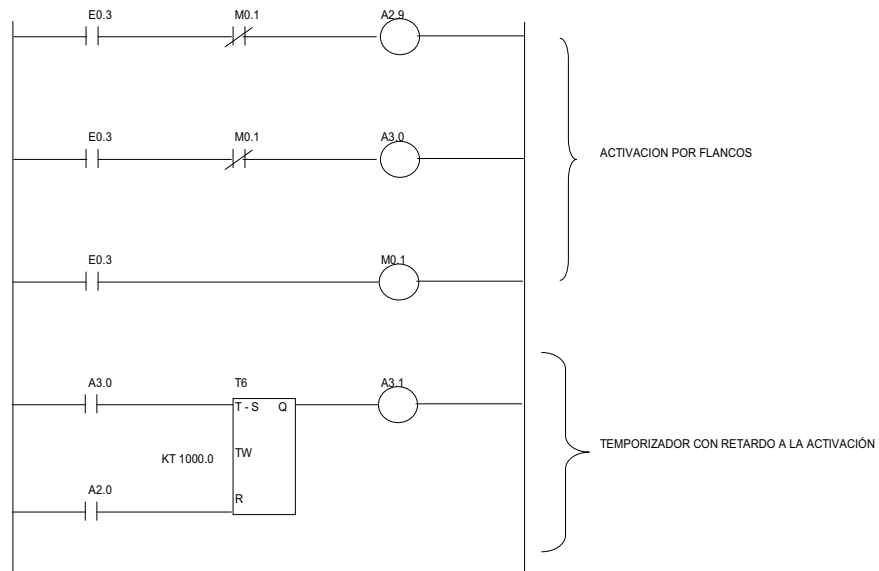 E0.3 M0.1 A2.9
E0.3 M0.1 A3.0
ACTIVACION POR FLANCOS
E0.3 M0.1
A3.0 T6 A3.1
T - S Q
TEMPORIZADOR CON RETARDO A LA ACTIVACIÓN
KT 1000.0 TW
A2.0 R